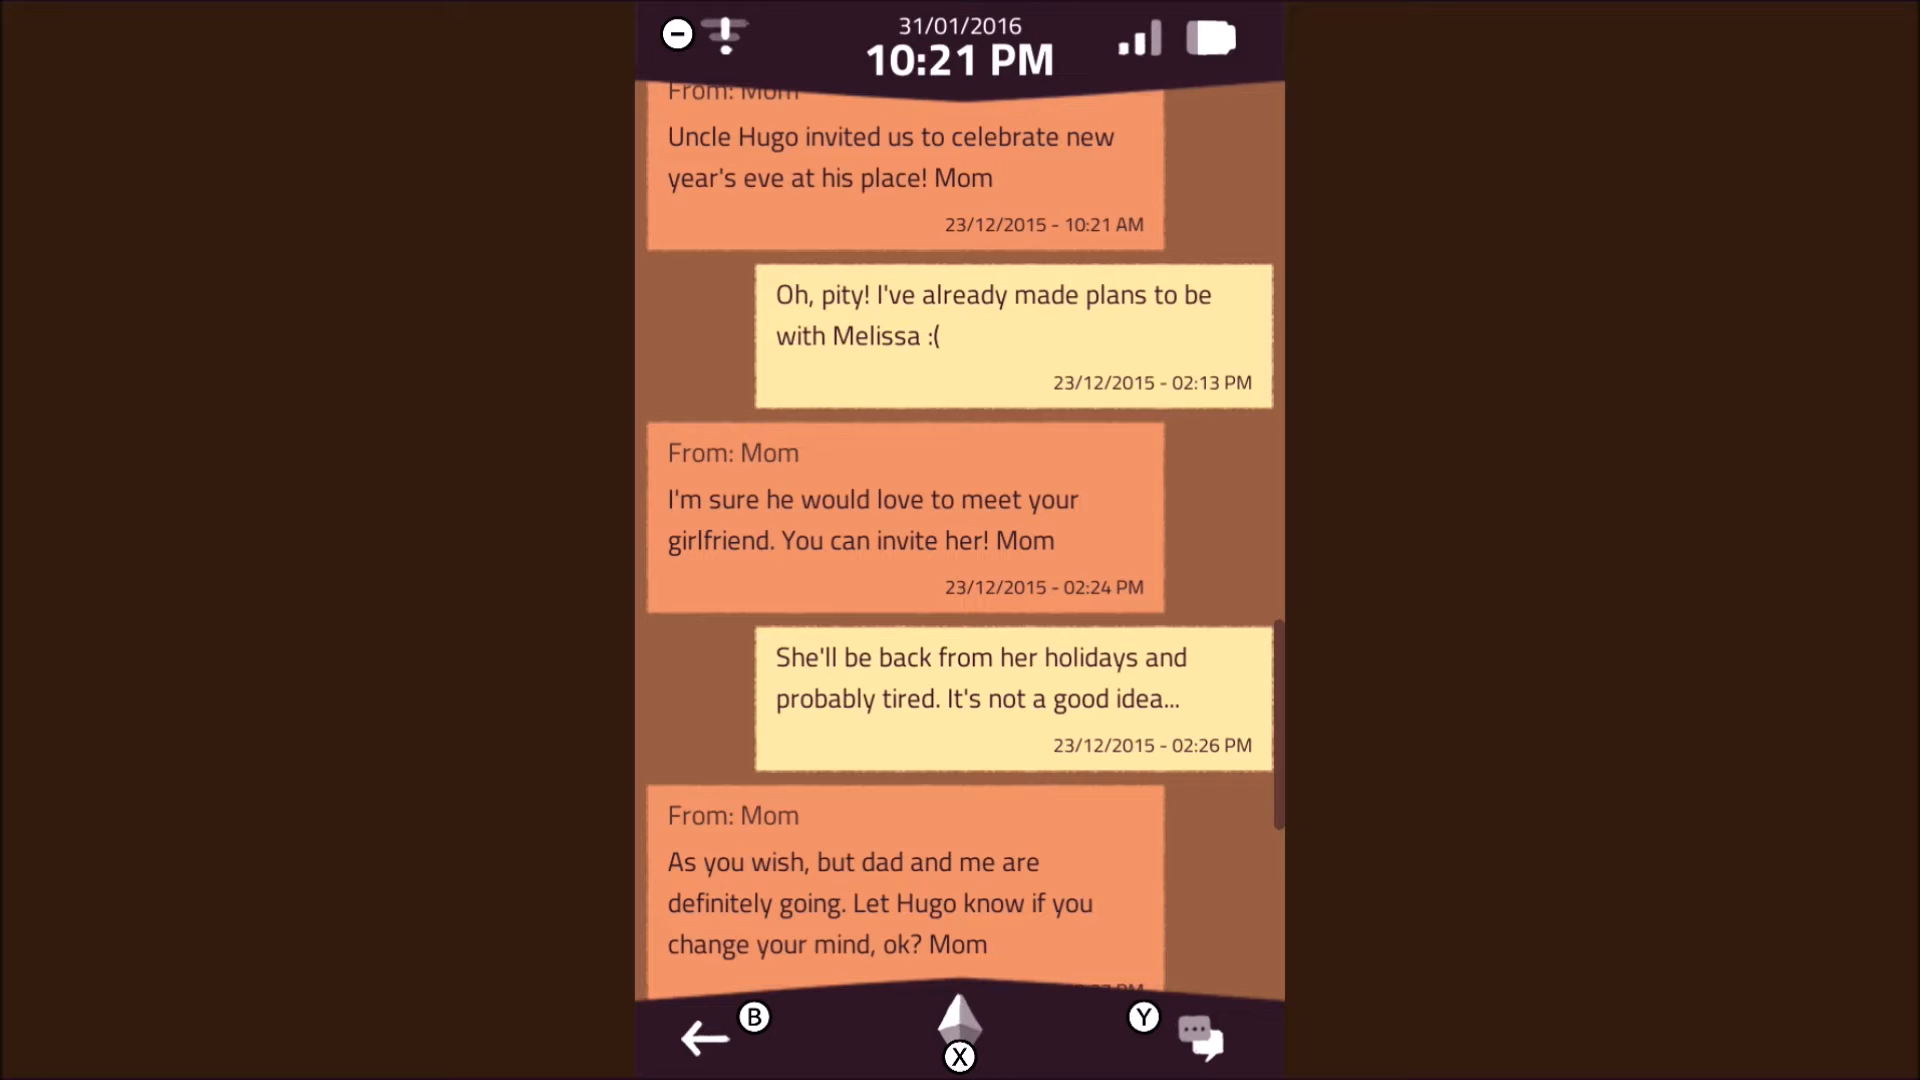 31/01/2016
10:21 PM
From: Mom
Uncle Hugo invited us to celebrate new
year's eve at his place! Mom
23/12/2015 - 10:21 AM
Oh, pity! I've already made plans to be
with Melissa :(
23/12/2015 - 02:13 PM
From: Mom
I'm sure he would love to meet your
girlfriend. You can invite her! Mom
23/12/2015 - 02:24 PM
She'll be back from her holidays and
probably tired. It's not a good idea...
23/12/2015 - 02:26 PM
From: Mom
As you wish, but dad and me are
definitely going. Let Hugo know if you
change your mind, ok? Mom
PM
B
X
Y